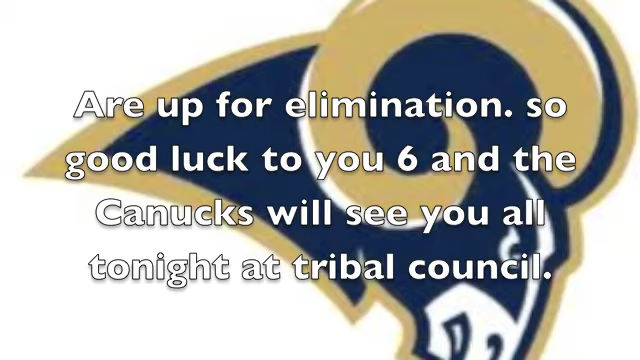 Are up for elimination. so
good luck to you 6 and the
Canucks will see you all
tonight at tribal council.